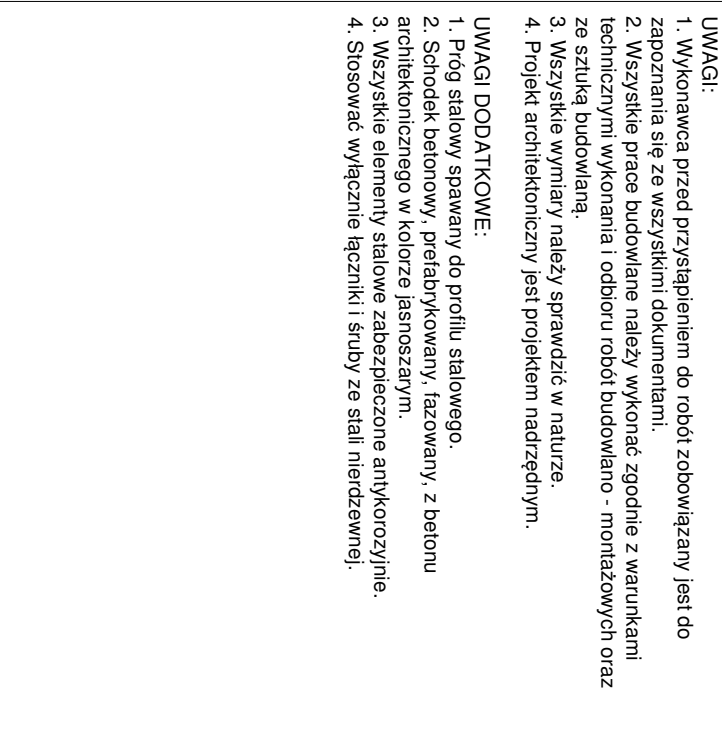 UWAGI:
1. Wykonawca przed przystąpieniem do robót zobowiązany jest do
zapoznania się ze wszystkimi dokumentami.
2. Wszystkie prace budowlane należy wykonać zgodnie z warunkami
technicznymi wykonania i odbioru robót budowlano - montażowych oraz
ze sztuką budowlaną.
3. Wszystkie wymiary należy sprawdzić w naturze.
4. Projekt architektoniczny jest projektem nadrzędnym.
UWAGI DODATKOWE:
1. Próg stalowy spawany do profilu stalowego.
2. Schodek betonowy, prefabrykowany, fazowany, z betonu
architektonicznego w kolorze jasnoszarym.
3. Wszystkie elementy stalowe zabezpieczone antykorozyjnie.
4. Stosować wyłącznie łączniki i śruby ze stali nierdzewnej.